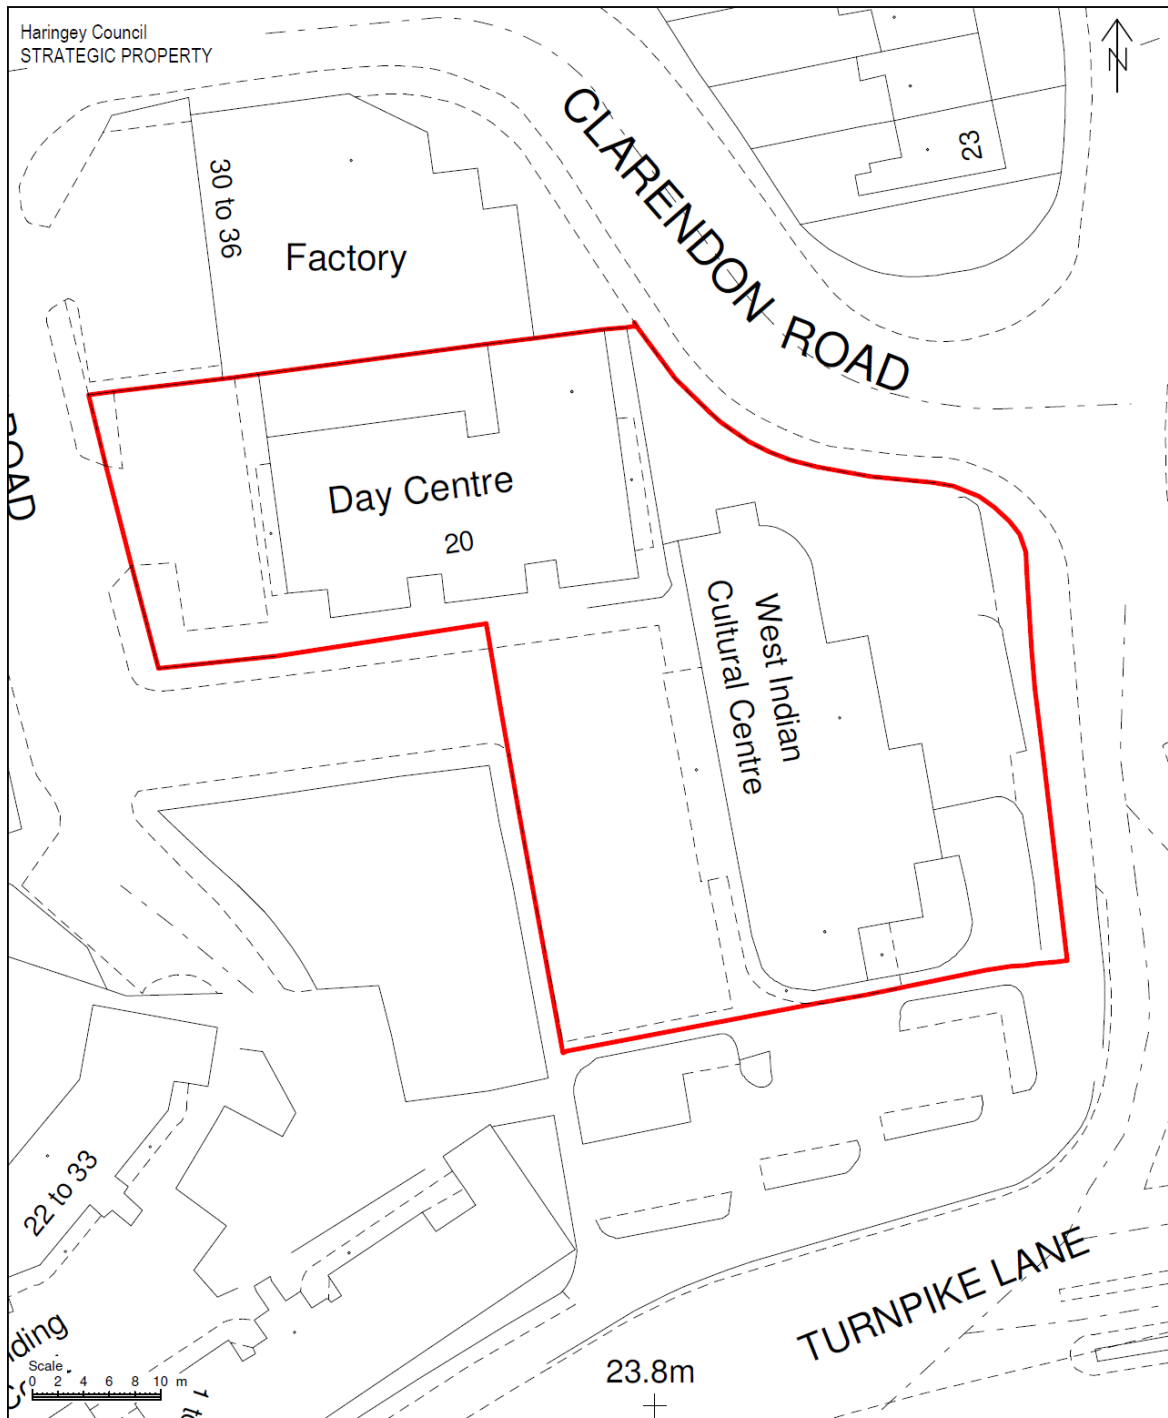 Haringey Council
STRATEGIC PROPERTY
N
CLARENDON ROAD
23
30 to 36
Factory
ROAD
Day Centre
20
West Indian
Cultural Centre
22 to 33
TURNPIKE LANE
23.8m
Scale
0 2 4 6 8 10 m